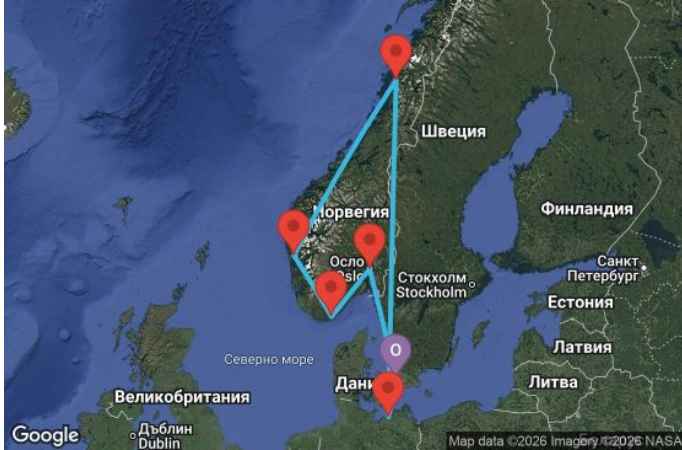 Швеция
Норвегия
Финландия
Осло
Oslo
Стокхолм
Stockholm
Санкт
Петербург
Естония
Северно море
Латвия
O
Литва
Великобритания
Дъблин
Dublin
Google
Map data ©2026 Imagery ©2026 NASA